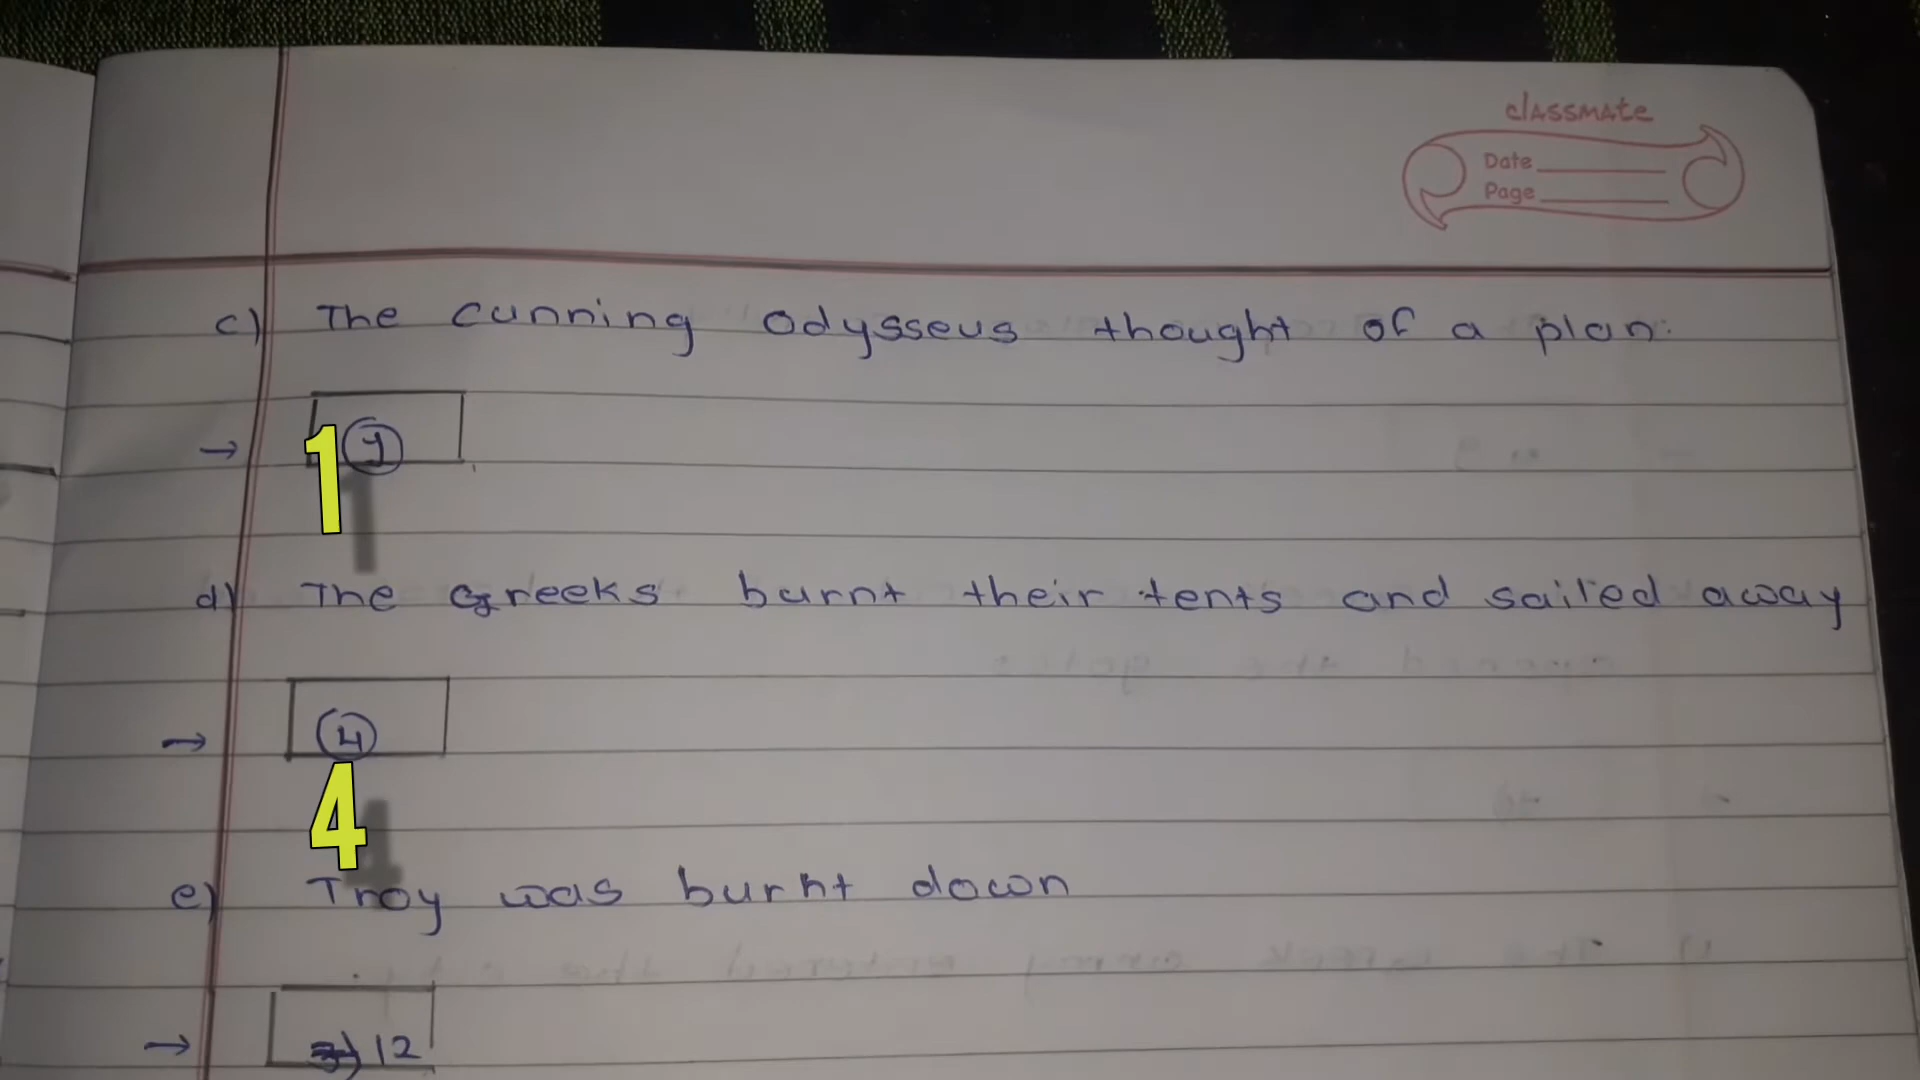 classmate
Date
Page
c) The cunning odysseus thought of a plan.
→ 1
1
d) The Greeks burnt their tents and sailed away
→ 4
4
e) Troy was burnt down
→ 12